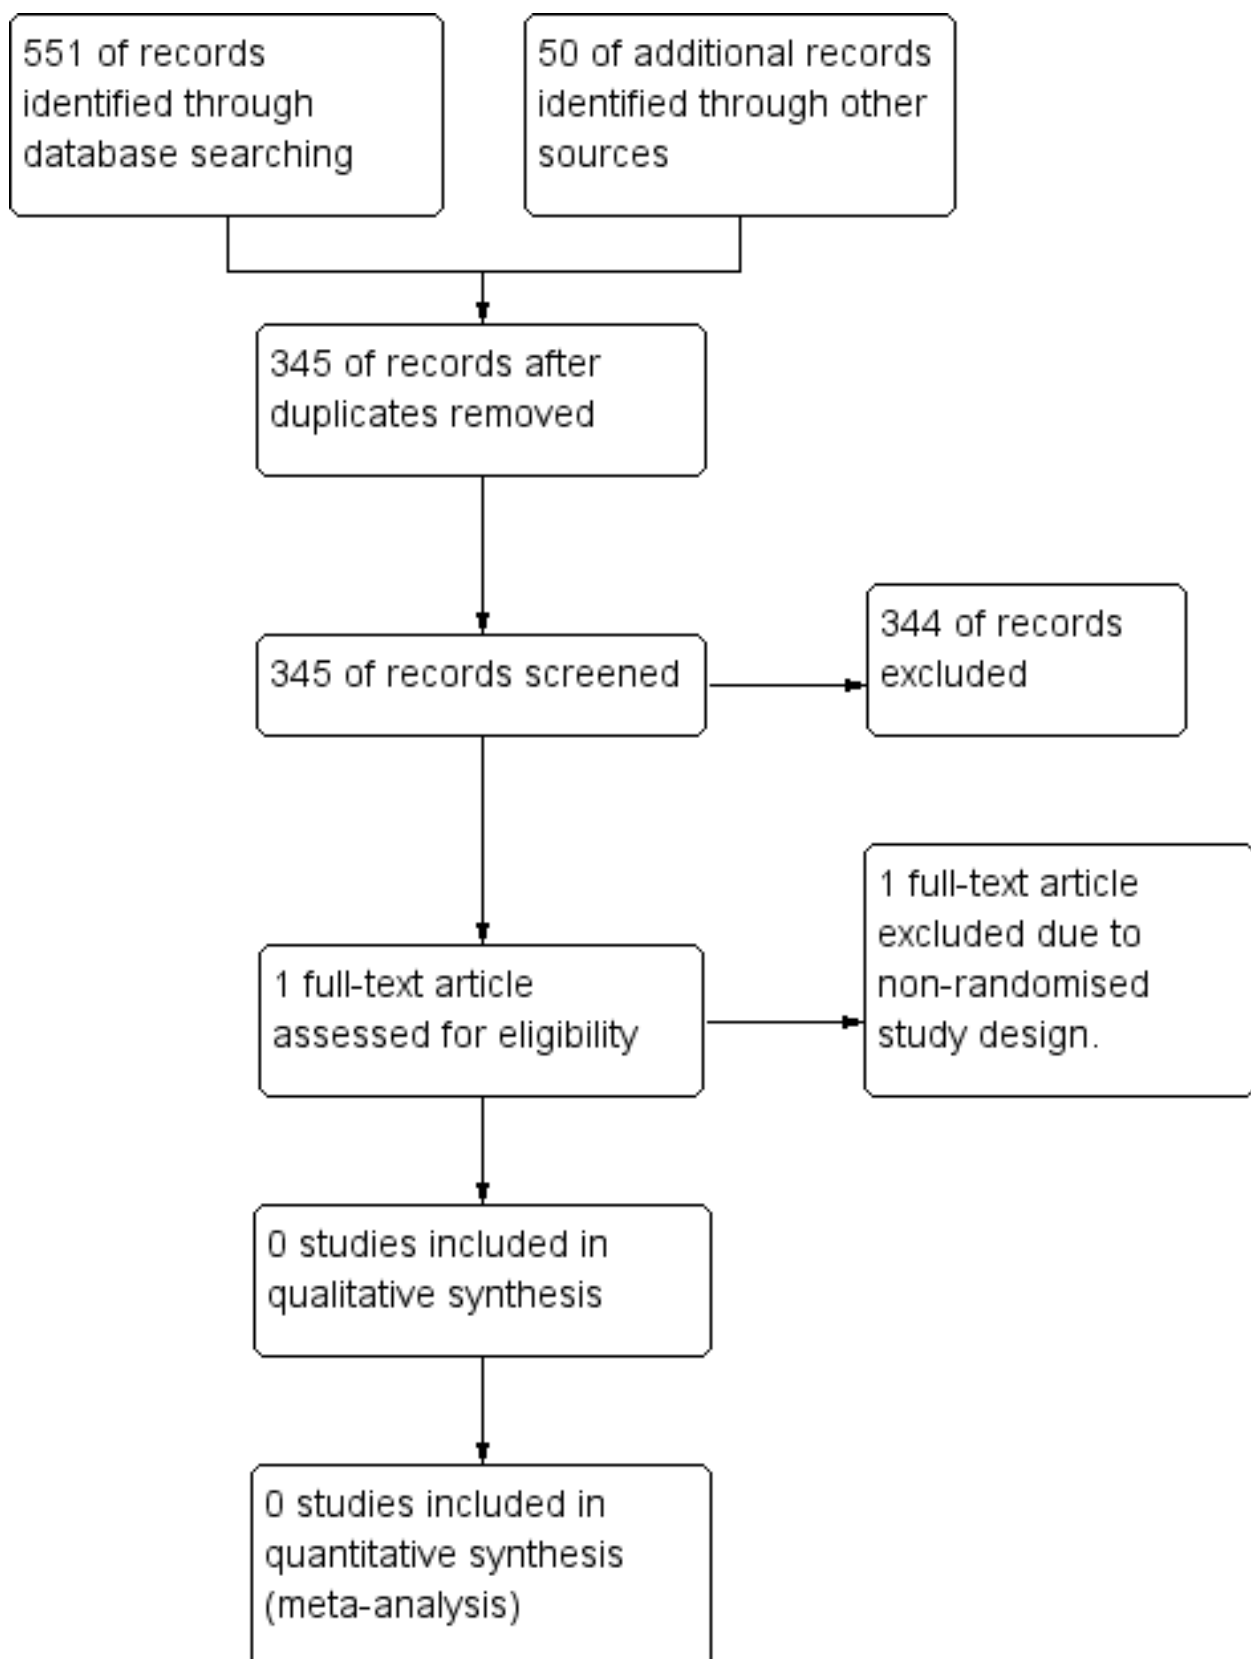 551 of records
identified through
database searching
50 of additional records
identified through other
sources
345 of records after
duplicates removed
345 of records screened
344 of records
excluded
1 full-text article
assessed for eligibility
1 full-text article
excluded due to
non-randomised
study design.
0 studies included in
qualitative synthesis
0 studies included in
quantitative synthesis
(meta-analysis)